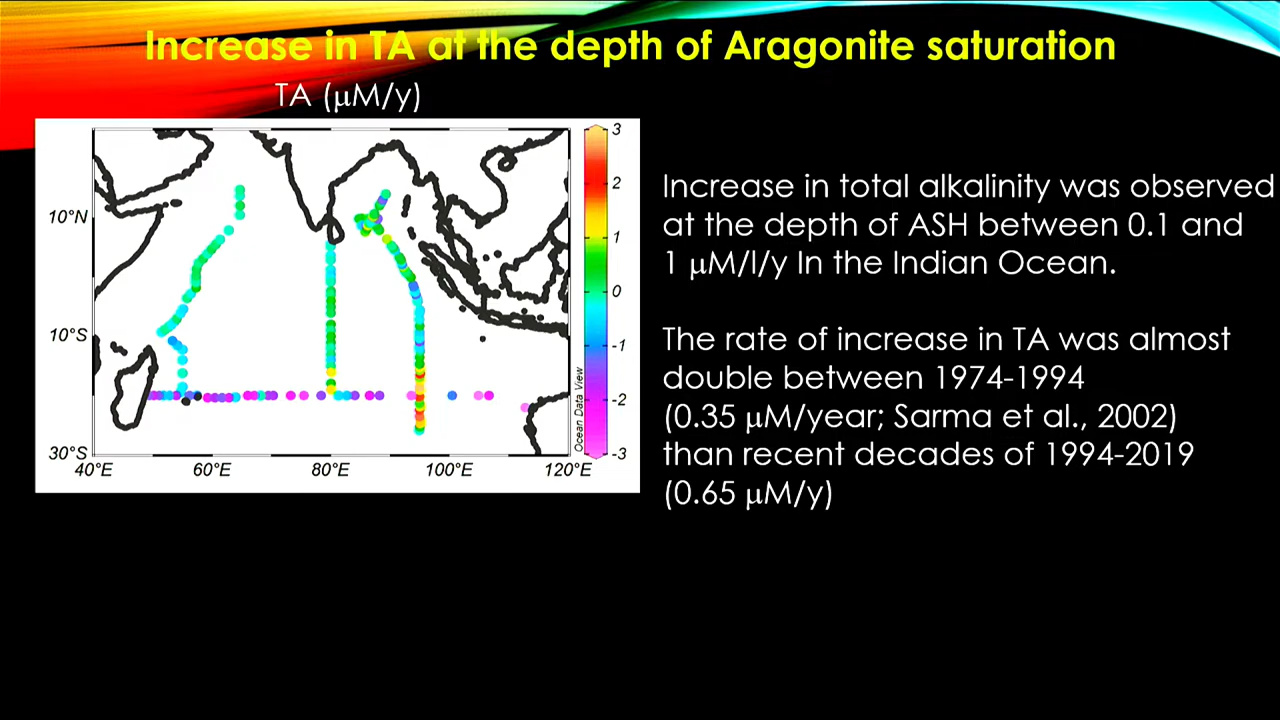 Increase in TA at the depth of Aragonite saturation
TA (μM/y)
3
2
1
0
-1
-2
-3
10°N
10°S
30°S
40°E 60°E 80°E 100°E 120°E
Ocean Data View
Increase in total alkalinity was observed
at the depth of ASH between 0.1 and
1 μM/l/y In the Indian Ocean.
The rate of increase in TA was almost
double between 1974-1994
(0.35 μM/year; Sarma et al., 2002)
than recent decades of 1994-2019
(0.65 μM/y)